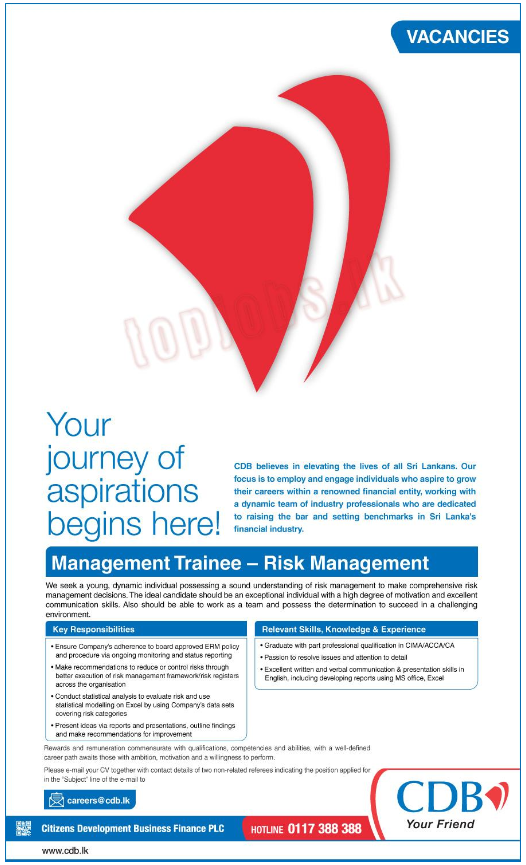 VACANCIES
topjobs.lk
Your
journey of
aspirations
begins here!
CDB believes in elevating the lives of all Sri Lankans. Our
focus is to employ and engage individuals who aspire to grow
their careers within a renowned financial entity, working with
a dynamic team of industry professionals who are dedicated
to raising the bar and setting benchmarks in Sri Lanka's
financial industry.
Management Trainee – Risk Management
We seek a young, dynamic individual possessing a sound understanding of risk management to make comprehensive risk
management decisions. The ideal candidate should be an exceptional individual with a high degree of motivation and excellent
communication skills. Also should be able to work as a team and possess the determination to succeed in a challenging
environment.
Key Responsibilities
• Ensure Company's adherence to board approved ERM policy
and procedure via ongoing monitoring and status reporting
• Make recommendations to reduce or control risks through
better execution of risk management framework/risk registers
across the organisation
• Conduct statistical analysis to evaluate risk and use
statistical modelling on Excel by using Company's data sets
covering risk categories
• Present ideas via reports and presentations, outline findings
and make recommendations for improvement
Relevant Skills, Knowledge & Experience
• Graduate with part professional qualification in CIMA/ACCA/CA
• Passion to resolve issues and attention to detail
• Excellent written and verbal communication & presentation skills in
English, including developing reports using MS office, Excel
Rewards and remuneration commensurate with qualifications, competencies and abilities, with a well-defined
career path awaits those with ambition, motivation and a willingness to perform.
Please e-mail your CV together with contact details of two non-related referees indicating the position applied for
in the "Subject" line of the e-mail to
careers@cdb.lk
CDB
Your Friend
Citizens Development Business Finance PLC
HOTLINE 0117 388 388
www.cdb.lk